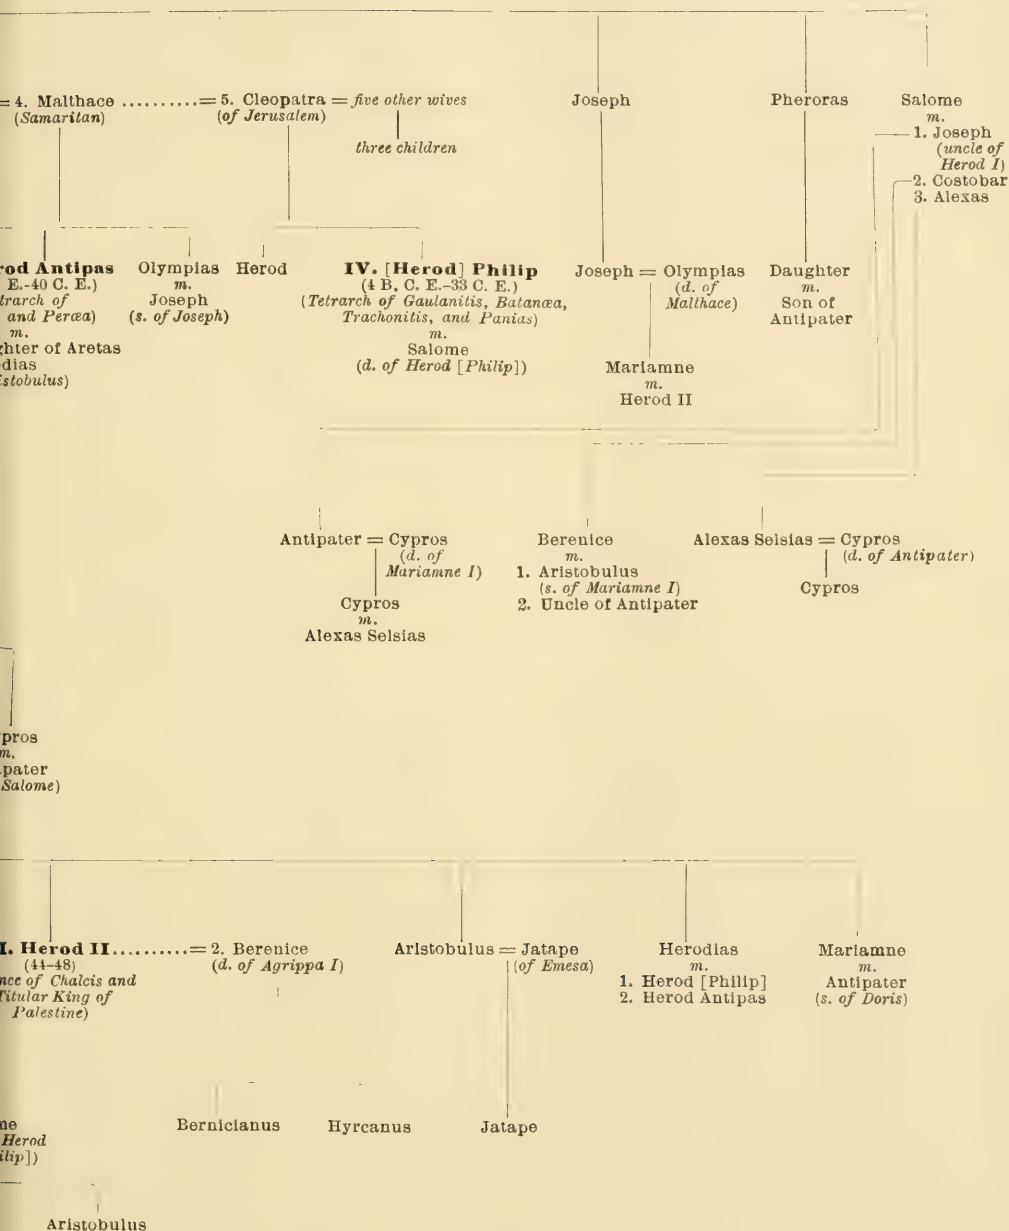 = 4. Malthace ..........= 5. Cleopatra = five other wives
(Samaritan)
(of Jerusalem)
three children
Joseph
Pheroras
Salome
m.
1. Joseph
(uncle of
Herod I)
2. Costobar
3. Alexas
rod Antipas
E.-40 C. E.)
trarch of
and Peræa)
m.
ghter of Aretas
dias
istobulus)
Olympias
m.
Joseph
(s. of Joseph)
Herod
IV. [Herod] Philip
(4 B. C. E.-33 C. E.)
(Tetrarch of Gaulanitis, Batanæa,
Trachonitis, and Panias)
m.
Salome
(d. of Herod [Philip])
Joseph = Olympias
(d. of
Malthace)
Mariamne
m.
Herod II
Daughter
m.
Son of
Antipater
Antipater = Cypros
(d. of
Mariamne I)
Cypros
m.
Alexas Selsias
Berenice
m.
1. Aristobulus
(s. of Mariamne I)
2. Uncle of Antipater
Alexas Selsias = Cypros
(d. of Antipater)
Cypros
pros
m.
pater
Salome)
I. Herod II..........= 2. Berenice
(44–48)
nce of Chalcis and
Titular King of
Palestine)
(d. of Agrippa I)
Aristobulus = Jatape
(of Emesa)
Herodias
m.
1. Herod [Philip]
2. Herod Antipas
Mariamne
m.
Antipater
(s. of Doris)
ne
Herod
ilip])
Bernicianus
Hyrcanus
Jatape
Aristobulus